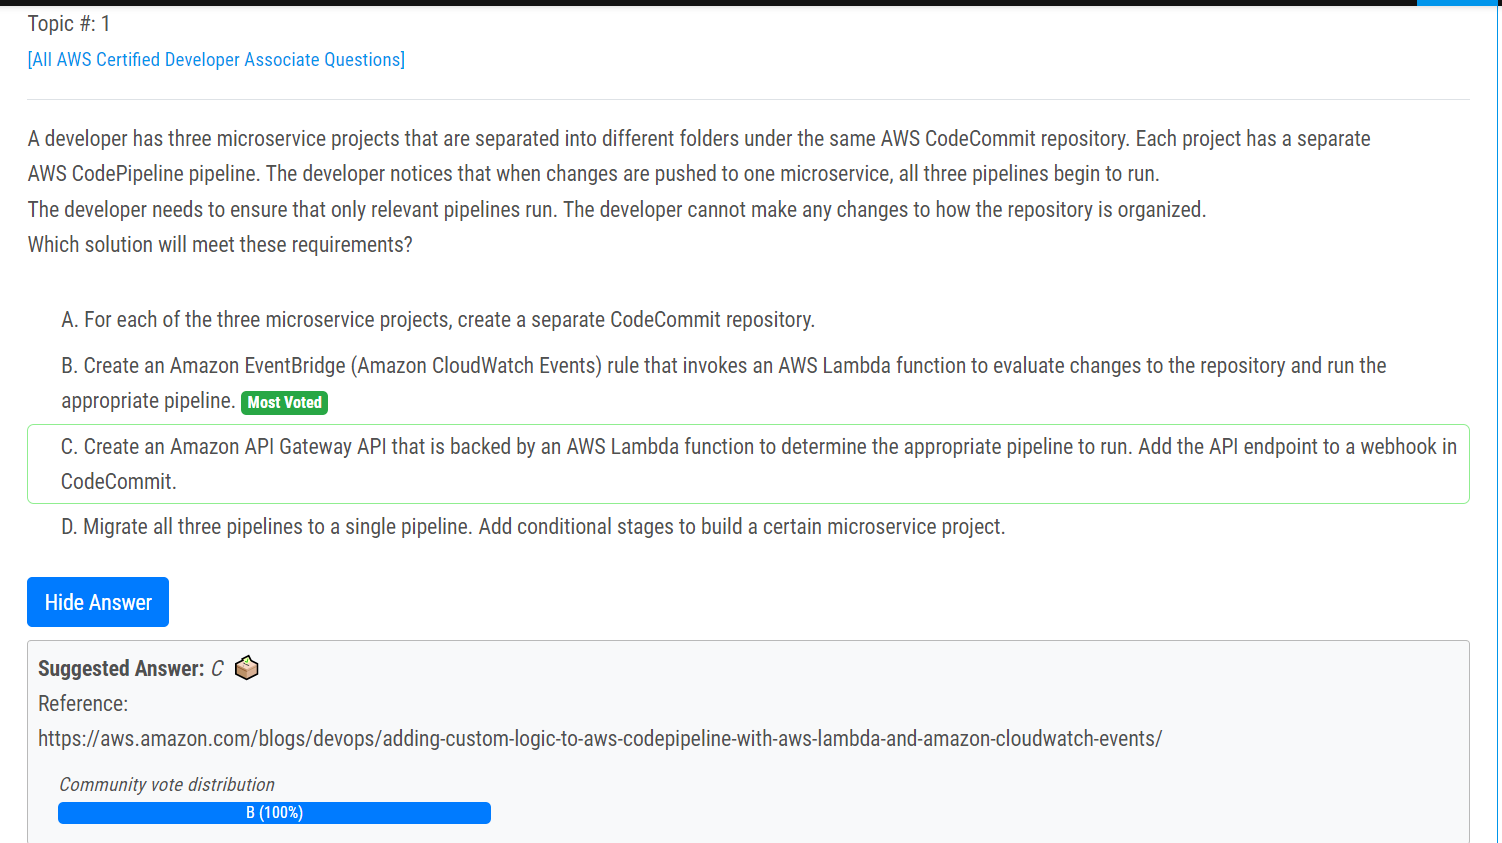 Topic #: 1
[All AWS Certified Developer Associate Questions]
A developer has three microservice projects that are separated into different folders under the same AWS CodeCommit repository. Each project has a separate
AWS CodePipeline pipeline. The developer notices that when changes are pushed to one microservice, all three pipelines begin to run.
The developer needs to ensure that only relevant pipelines run. The developer cannot make any changes to how the repository is organized.
Which solution will meet these requirements?
A. For each of the three microservice projects, create a separate CodeCommit repository.
B. Create an Amazon EventBridge (Amazon CloudWatch Events) rule that invokes an AWS Lambda function to evaluate changes to the repository and run the
appropriate pipeline. Most Voted
C. Create an Amazon API Gateway API that is backed by an AWS Lambda function to determine the appropriate pipeline to run. Add the API endpoint to a webhook in
CodeCommit.
D. Migrate all three pipelines to a single pipeline. Add conditional stages to build a certain microservice project.
Hide Answer
Suggested Answer: C
Reference:
https://aws.amazon.com/blogs/devops/adding-custom-logic-to-aws-codepipeline-with-aws-lambda-and-amazon-cloudwatch-events/
Community vote distribution
B (100%)